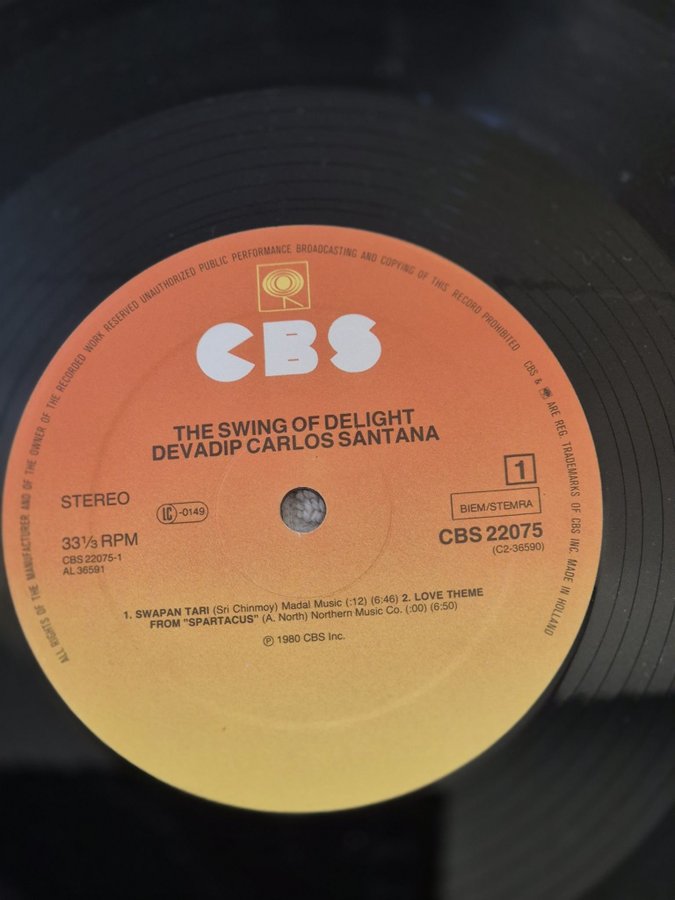 ALL RIGHTS OF THE MANUFACTURER AND OF THE OWNER OF THE RECORDED WORK RESERVED UNAUTHORIZED PUBLIC PERFORMANCE BROADCASTING AND COPYING OF THIS RECORD PROHIBITED
CBS & ARE REG. TRADEMARKS OF CBS INC. MADE IN HOLLAND
CBS
THE SWING OF DELIGHT
DEVADIP CARLOS SANTANA
STEREO
LC -0149
1
BIEM/STEMRA
33⅓ RPM
CBS 22075
CBS 22075-1
(C2-36590)
AL 36591
1. SWAPAN TARI (Sri Chinmoy) Madal Music (:12) (6:46) 2. LOVE THEME
FROM "SPARTACUS" (A. North) Northern Music Co. (:00) (6:50)
℗ 1980 CBS Inc.